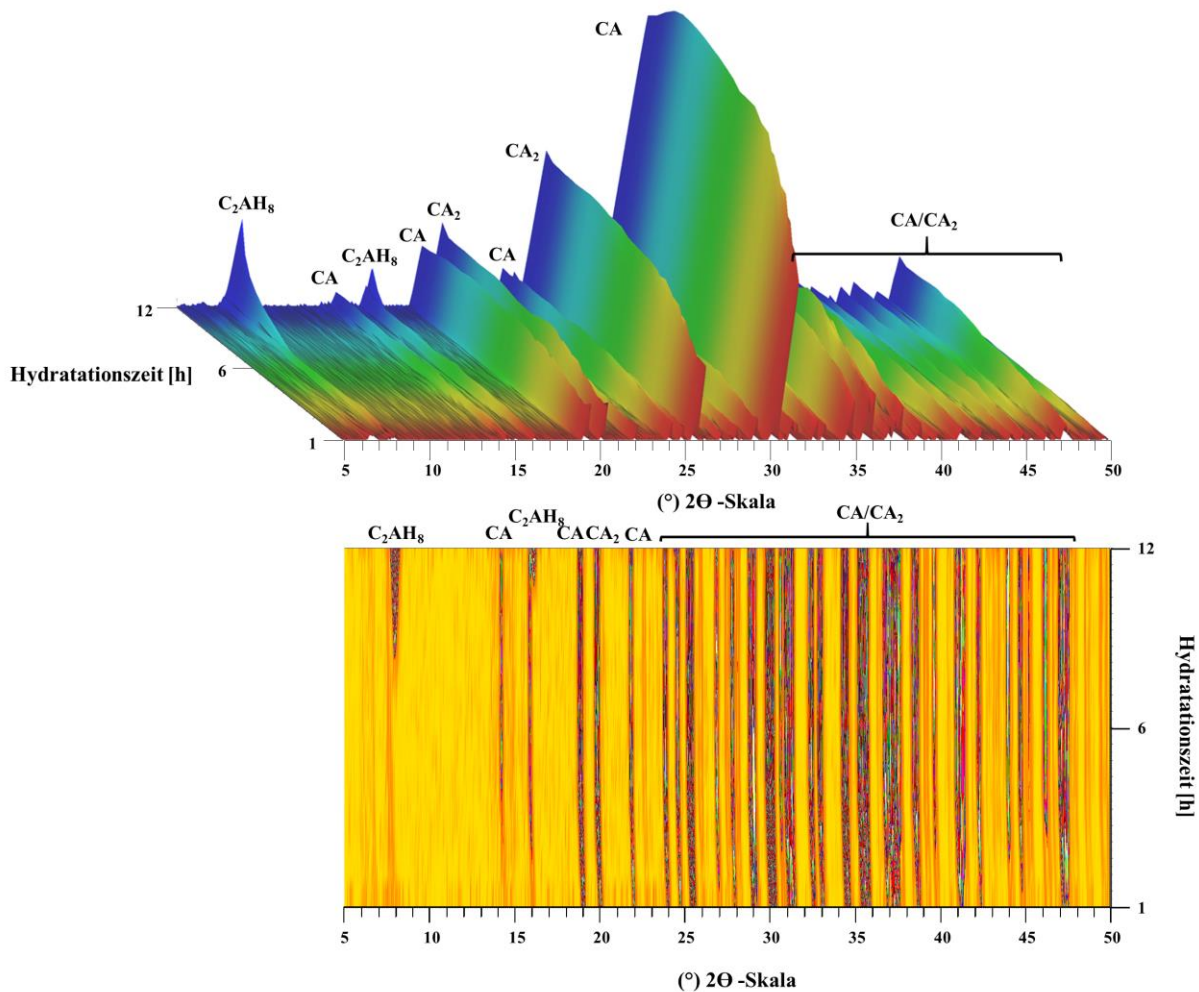 CA
CA₂
C₂AH₈
CA₂
CA/CA₂
CA
C₂AH₈
CA
CA
12
Hydratationszeit [h]
6
1
5 10 15 20 25 30 35 40 45 50
(°) 2Θ -Skala
C₂AH₈ CA C₂AH₈ CA CA₂ CA CA/CA₂
12
6
1
Hydratationszeit [h]
5 10 15 20 25 30 35 40 45 50
(°) 2Θ -Skala